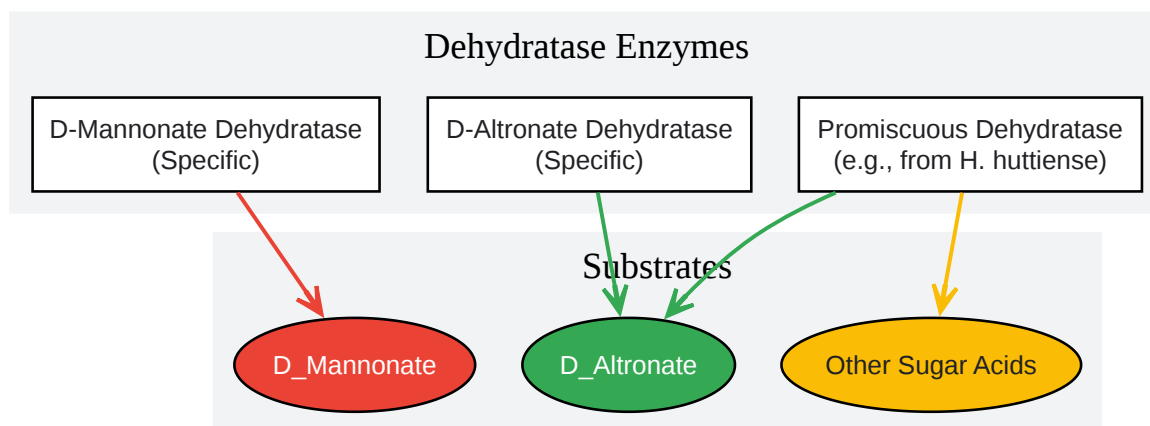 Dehydratase Enzymes
D-Mannonate Dehydratase
(Specific)
D-Altronate Dehydratase
(Specific)
Promiscuous Dehydratase
(e.g., from H. huttiense)
Substrates
D_Mannonate
D_Altronate
Other Sugar Acids